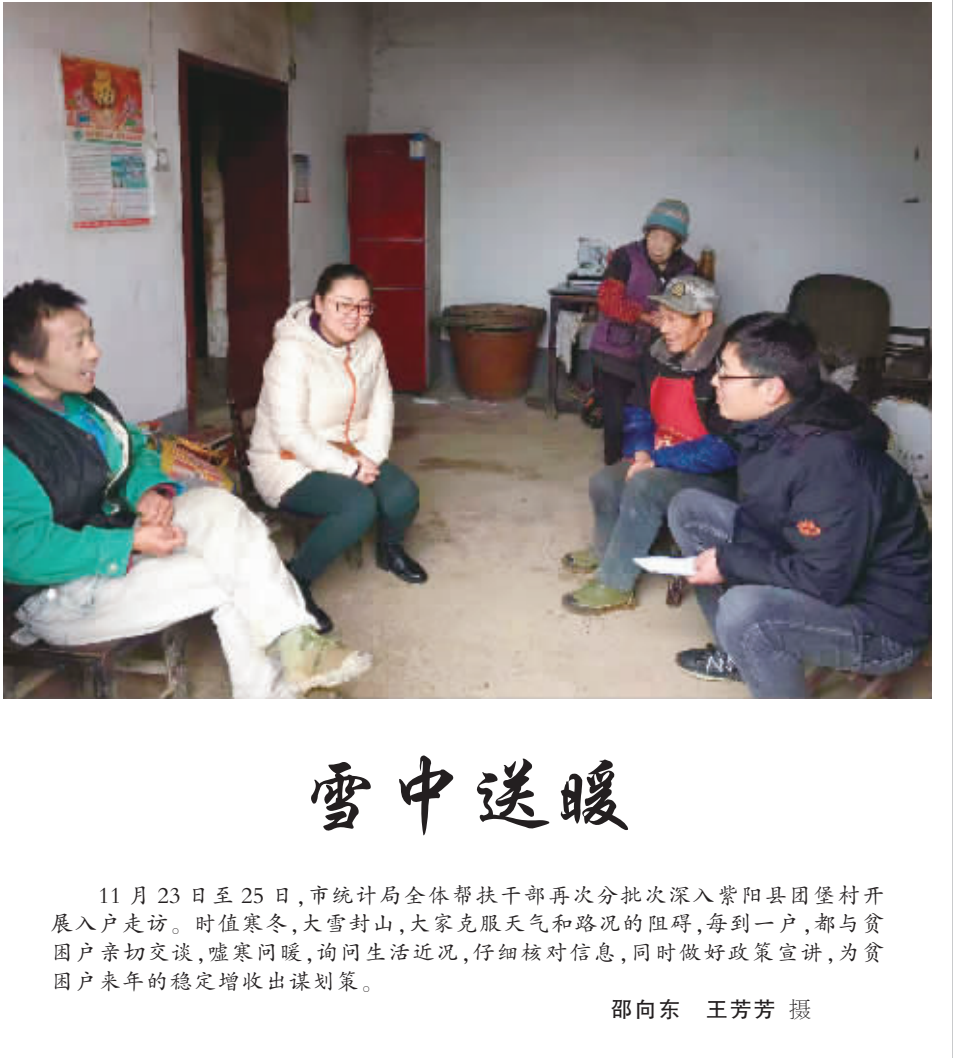 雪中送暖
11 月 23 日至 25 日,市统计局全体帮扶干部再次分批次深入紫阳县团堡村开
展入户走访。时值寒冬,大雪封山,大家克服天气和路况的阻碍,每到一户,都与贫
困户亲切交谈,嘘寒问暖,询问生活近况,仔细核对信息,同时做好政策宣讲,为贫
困户来年的稳定增收出谋划策。
邵向东 王芳芳 摄